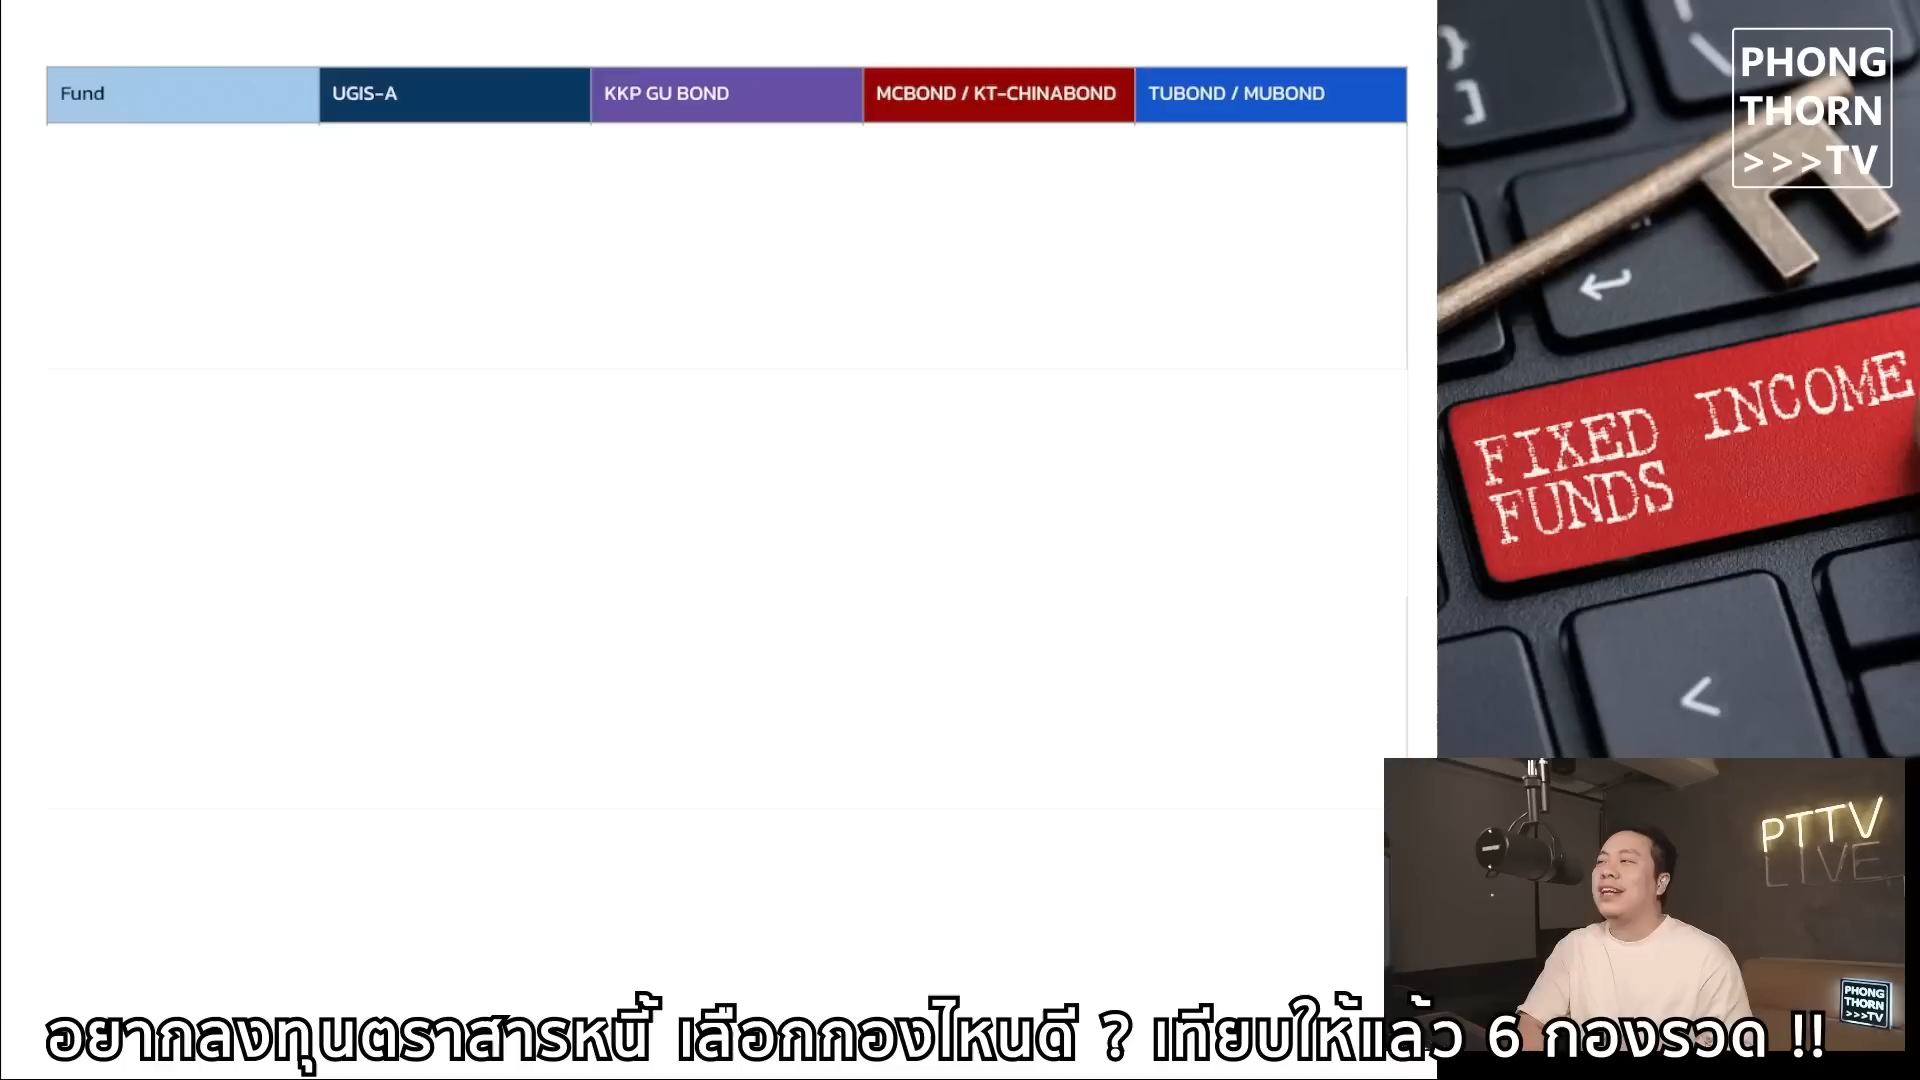 Fund
UGIS-A
KKP GU BOND
MCBOND / KT-CHINABOND
TUBOND / MUBOND
PHONG
THORN
>>>TV
FIXED INCOME
FUNDS
PTTV
LIVE
PHONG
THORN
>>>TV
อยากลงทุนตราสารหนี้ เลือกกองไหนดี ? เทียบให้แล้ว 6 กองรวด !!